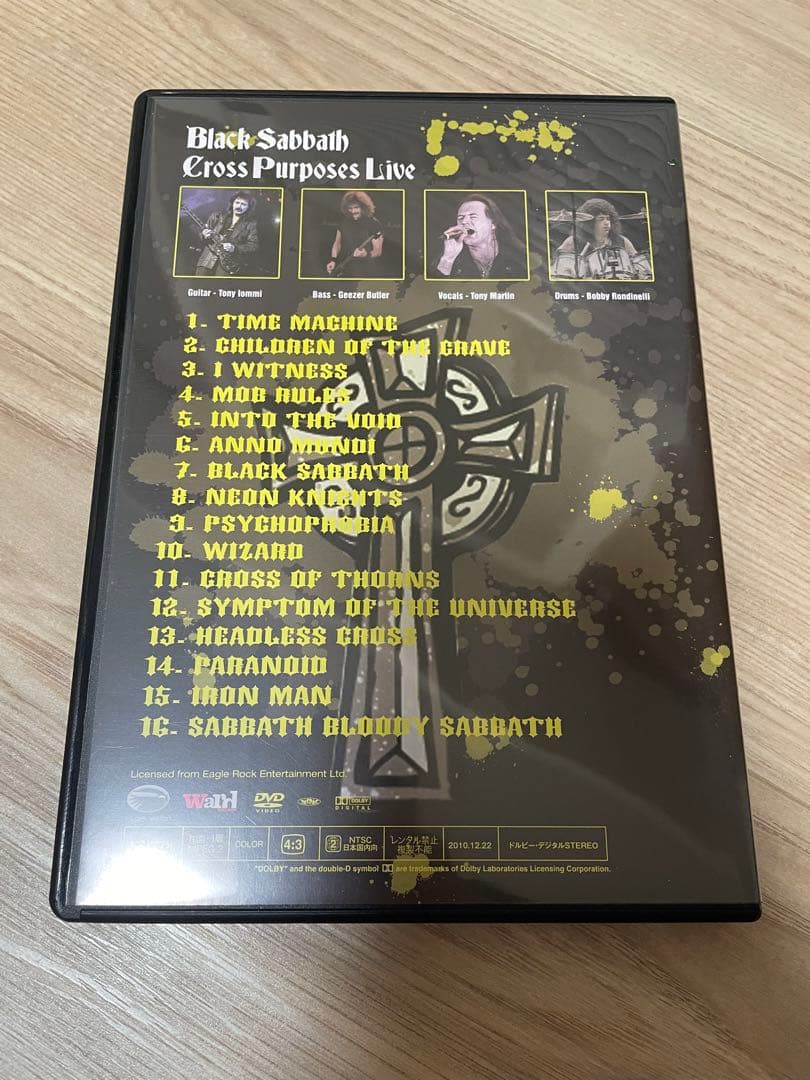 Black Sabbath
Cross Purposes Live
Guitar - Tony Iommi
Bass - Geezer Butler
Vocals - Tony Martin
Drums - Bobby Rondinelli
1. TIME MACHINE
2. CHILDREN OF THE GRAVE
3. I WITNESS
4. MOB RULES
5. INTO THE VOID
6. ANNO MUNDI
7. BLACK SABBATH
8. NEON KNIGHTS
9. PSYCHOPHOBIA
10. WIZARD
11. CROSS OF THORNS
12. SYMPTOM OF THE UNIVERSE
13. HEADLESS CROSS
14. PARANOID
15. IRON MAN
16. SABBATH BLOODY SABBATH
Licensed from Eagle Rock Entertainment Ltd.
WaRd DVD VIDEO DOLBY DIGITAL
MPEG 2 COLOR 4:3 2 NTSC 日本国内向 レンタル禁止 複製不能 2010.12.22 ドルビー・デジタルSTEREO
"DOLBY" and the double-D symbol are trademarks of Dolby Laboratories Licensing Corporation.